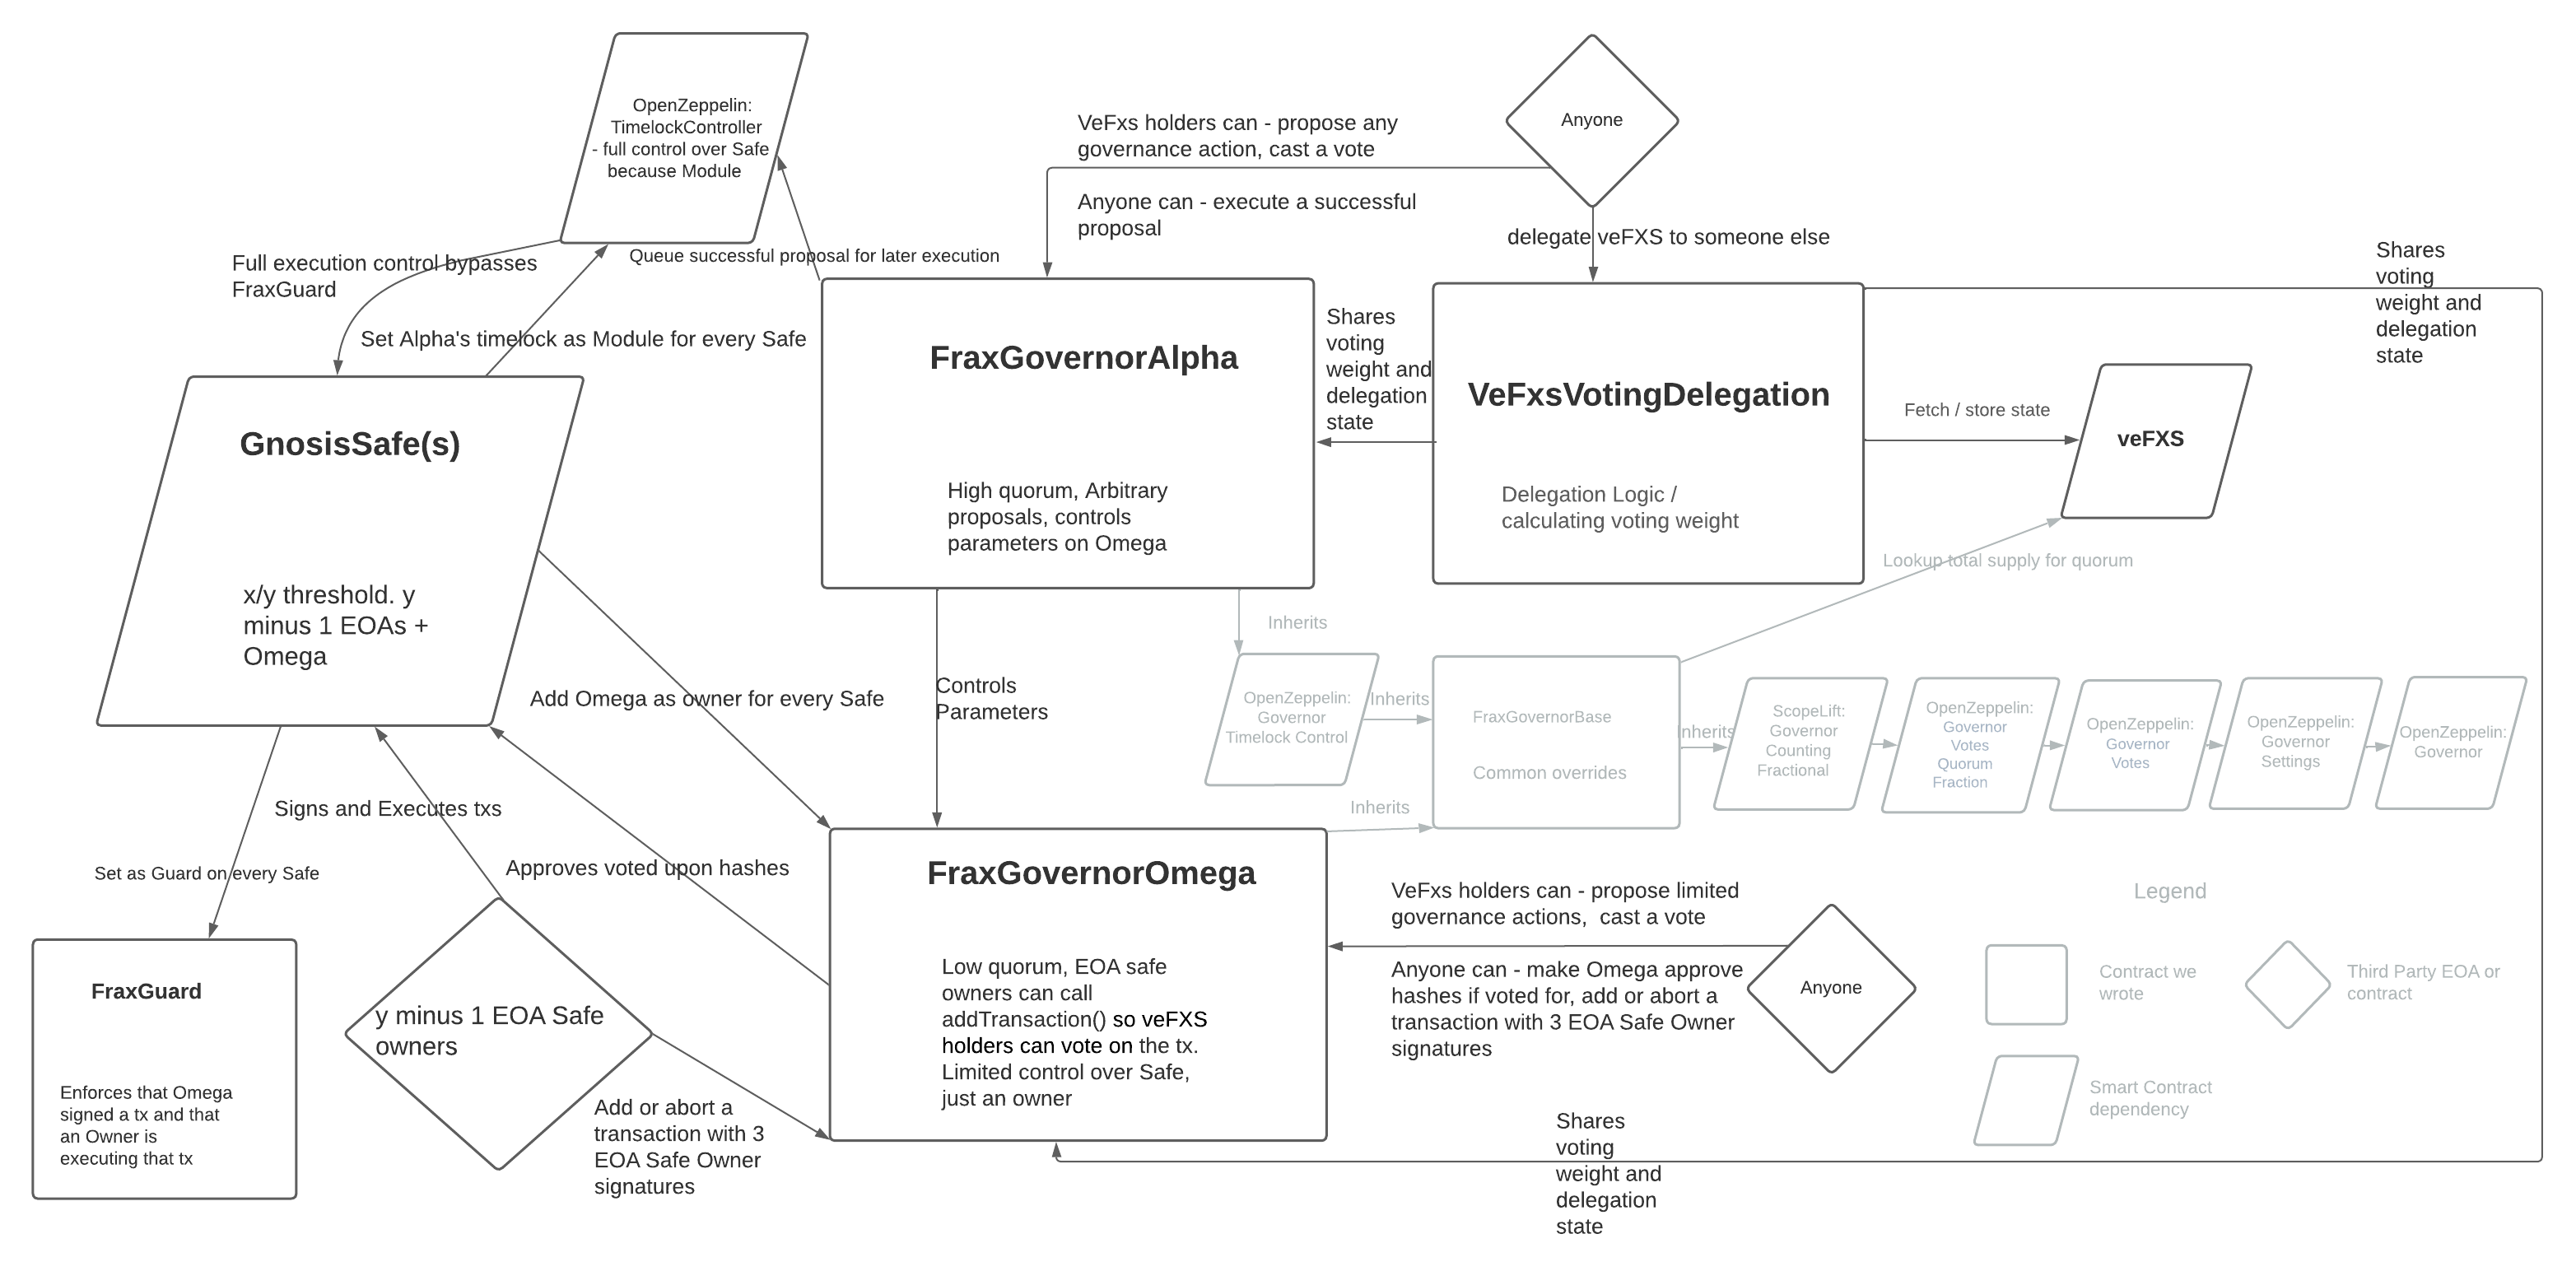 OpenZeppelin:
TimelockController
- full control over Safe
because Module
Anyone
VeFxs holders can - propose any
governance action, cast a vote
Anyone can - execute a successful
proposal
delegate veFXS to someone else
Queue successful proposal for later execution
Full execution control bypasses
FraxGuard
Set Alpha's timelock as Module for every Safe
Shares
voting
weight and
delegation
state
FraxGovernorAlpha
High quorum, Arbitrary
proposals, controls
parameters on Omega
Shares
voting
weight and
delegation
state
VeFxsVotingDelegation
Delegation Logic /
calculating voting weight
Fetch / store state
veFXS
Lookup total supply for quorum
GnosisSafe(s)
x/y threshold. y
minus 1 EOAs +
Omega
Add Omega as owner for every Safe
Controls
Parameters
Inherits
OpenZeppelin:
Governor
Timelock Control
Inherits
FraxGovernorBase
Common overrides
Inherits
Inherits
ScopeLift:
Governor
Counting
Fractional
OpenZeppelin:
Governor
Votes
Quorum
Fraction
OpenZeppelin:
Governor
Votes
OpenZeppelin:
Governor
Settings
OpenZeppelin:
Governor
Signs and Executes txs
Set as Guard on every Safe
Approves voted upon hashes
FraxGuard
Enforces that Omega
signed a tx and that
an Owner is
executing that tx
y minus 1 EOA Safe
owners
Add or abort a
transaction with 3
EOA Safe Owner
signatures
FraxGovernorOmega
Low quorum, EOA safe
owners can call
addTransaction() so veFXS
holders can vote on the tx.
Limited control over Safe,
just an owner
VeFxs holders can - propose limited
governance actions,  cast a vote
Anyone can - make Omega approve
hashes if voted for, add or abort a
transaction with 3 EOA Safe Owner
signatures
Anyone
Shares
voting
weight and
delegation
state
Legend
Contract we
wrote
Third Party EOA or
contract
Smart Contract
dependency